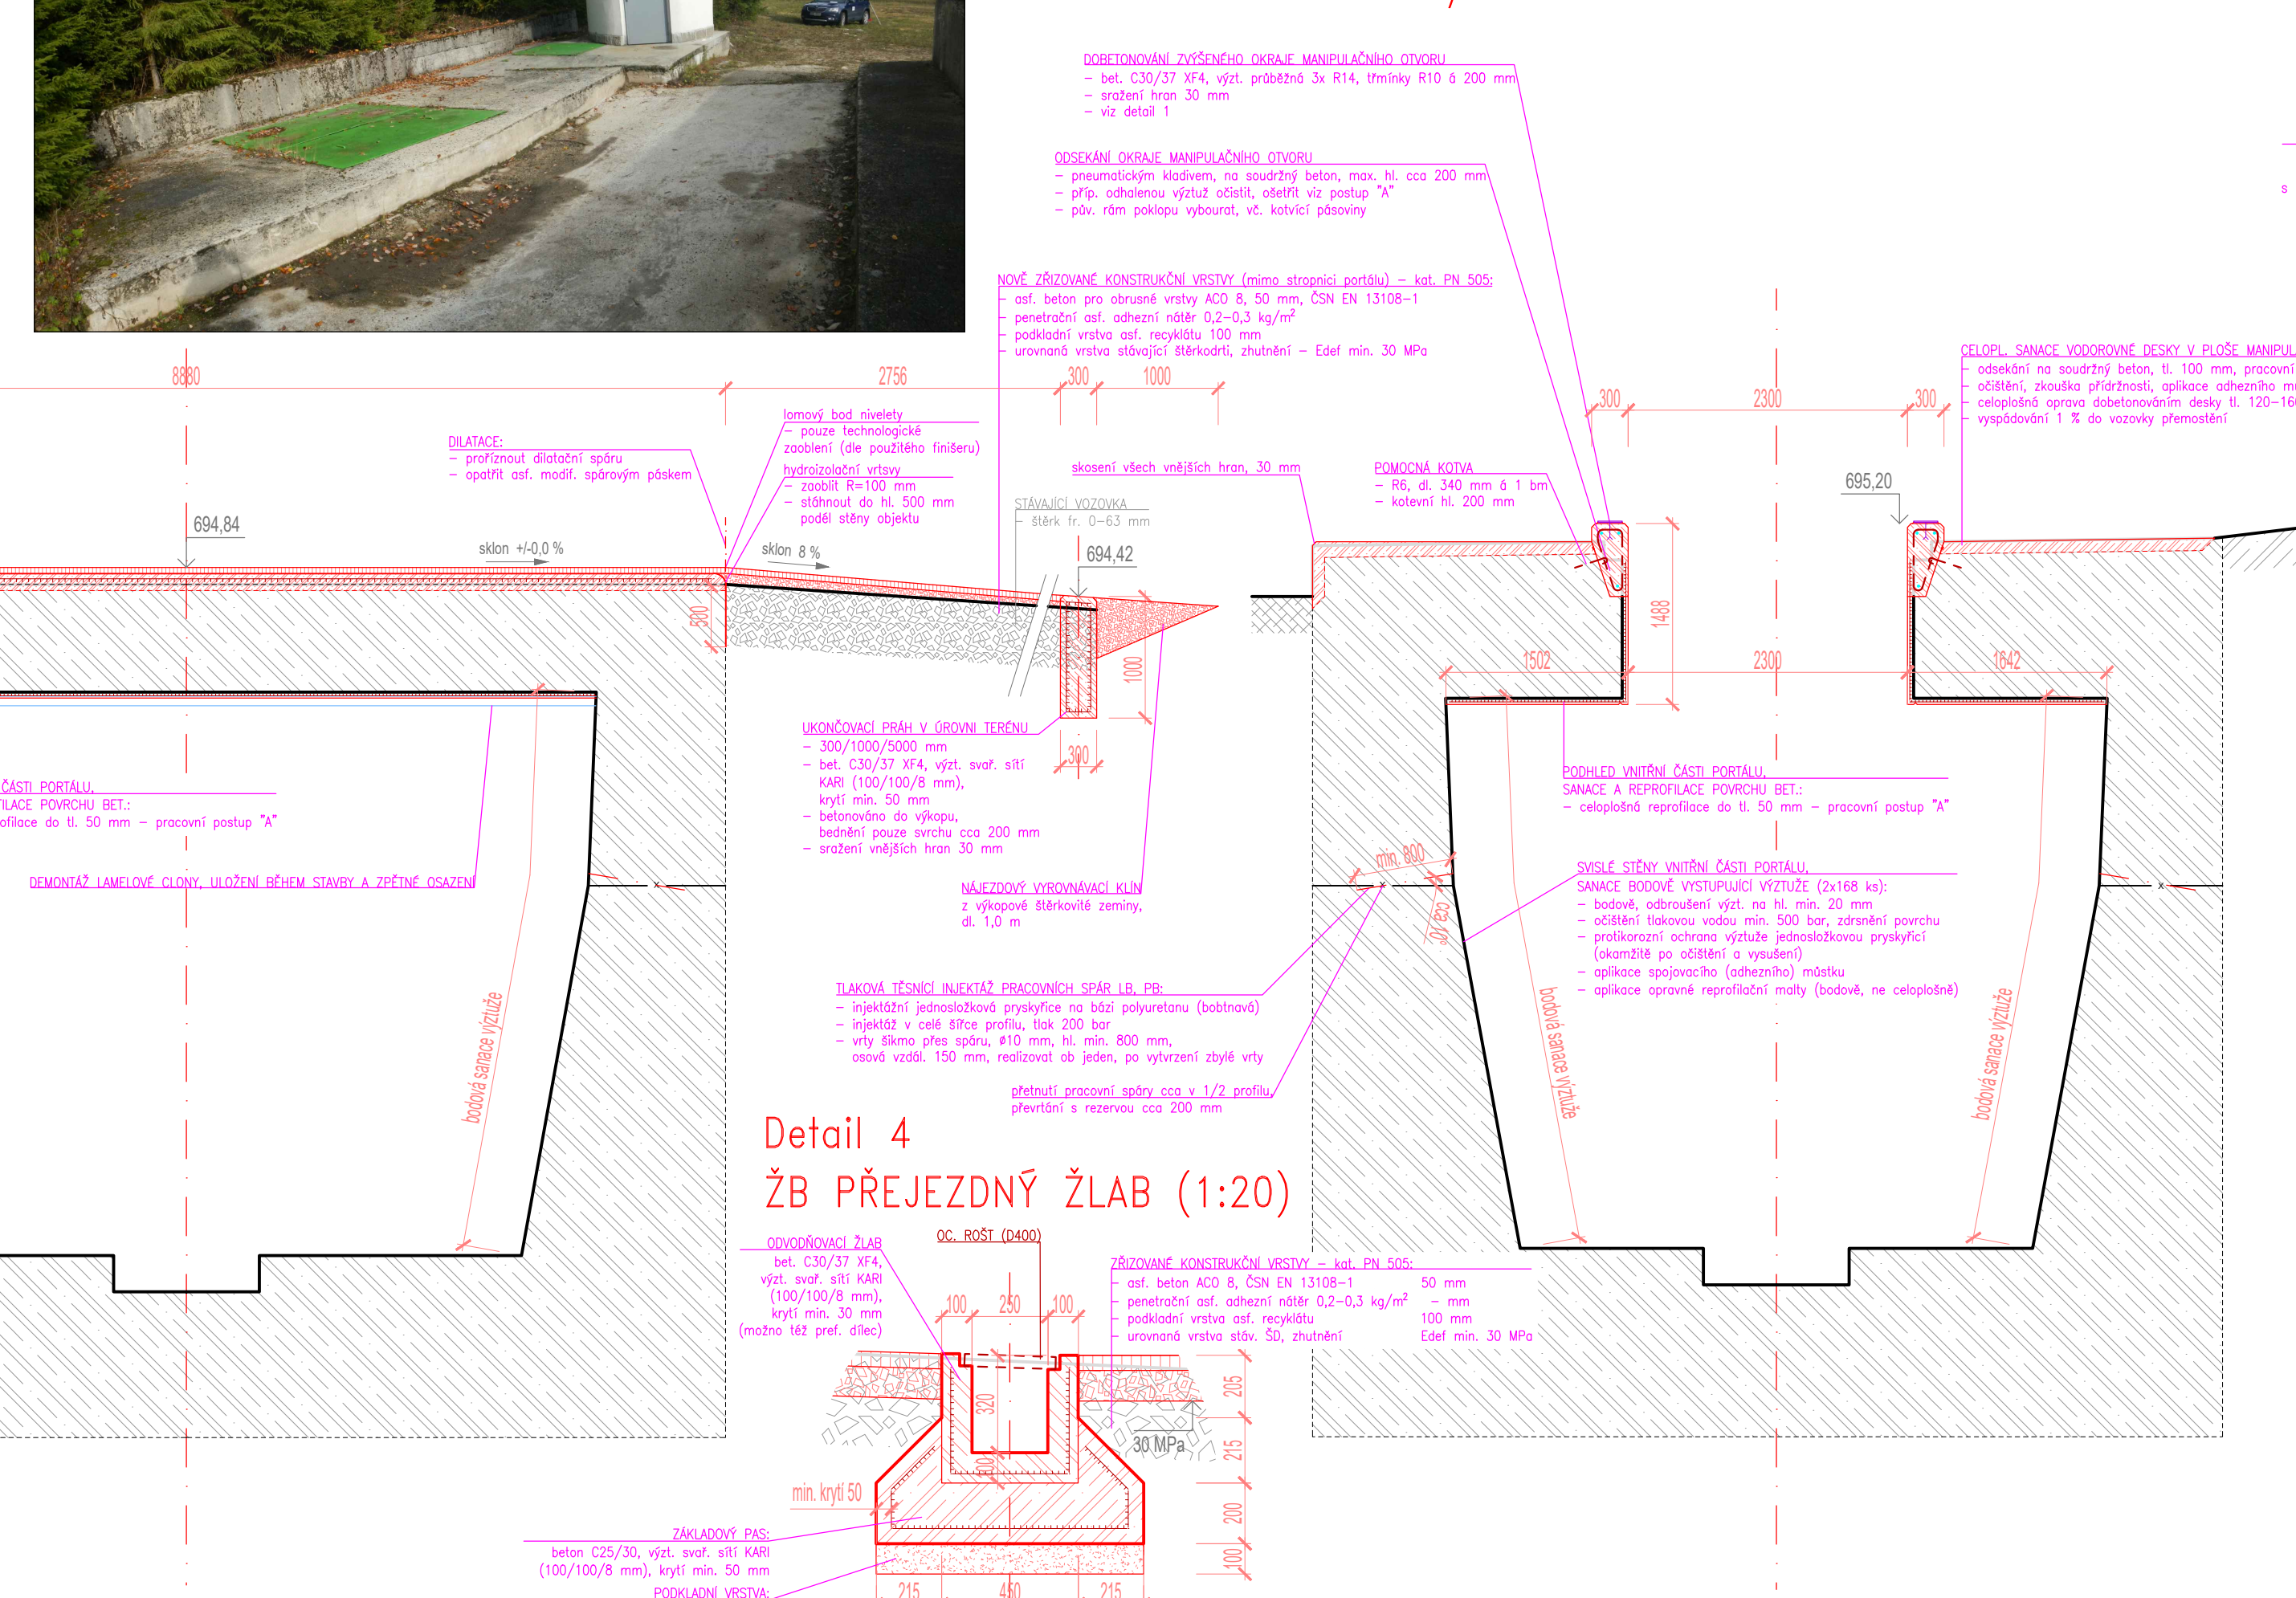 DOBETONOVÁNÍ ZVÝŠENÉHO OKRAJE MANIPULAČNÍHO OTVORU
– bet. C30/37 XF4, výzt. průběžná 3x R14, třmínky R10 á 200 mm
– sražení hran 30 mm
– viz detail 1
ODSEKÁNÍ OKRAJE MANIPULAČNÍHO OTVORU
– pneumatickým kladivem, na soudržný beton, max. hl. cca 200 mm
– příp. odhalenou výztuž očistit, ošetřit viz postup "A"
– pův. rám poklopu vybourat, vč. kotvící pásoviny
s
NOVĚ ZŘIZOVANÉ KONSTRUKČNÍ VRSTVY (mimo stropnici portálu) – kat. PN 505:
– asf. beton pro obrusné vrstvy ACO 8, 50 mm, ČSN EN 13108–1
– penetrační asf. adhezní nátěr 0,2–0,3 kg/m²
– podkladní vrstva asf. recyklátu 100 mm
– urovnaná vrstva stávající štěrkodrti, zhutnění – Edef min. 30 MPa
CELOPL. SANACE VODOROVNÉ DESKY V PLOŠE MANIPUL
– odsekání na soudržný beton, tl. 100 mm, pracovní
– očištění, zkouška přídržnosti, aplikace adhezního m
– celoplošná oprava dobetonováním desky tl. 120–16
– vyspádování 1 % do vozovky přemostění
8880
2756
300
1000
300
2300
300
DILATACE:
– proříznout dilatační spáru
– opatřit asf. modif. spárovým páskem
lomový bod nivelety
– pouze technologické
zaoblení (dle použitého finišeru)
hydroizolační vrtsvy
– zaoblit R=100 mm
– stáhnout do hl. 500 mm
podél stěny objektu
skosení všech vnějších hran, 30 mm
POMOCNÁ KOTVA
– R6, dl. 340 mm á 1 bm
– kotevní hl. 200 mm
STÁVAJÍCÍ VOZOVKA
– štěrk fr. 0–63 mm
695,20
694,84
sklon +/-0,0 %
sklon 8 %
694,42
500
1000
300
1488
1502
2300
1642
UKONČOVACÍ PRÁH V ÚROVNI TERÉNU
– 300/1000/5000 mm
– bet. C30/37 XF4, výzt. svař. sítí
KARI (100/100/8 mm),
krytí min. 50 mm
– betonováno do výkopu,
bednění pouze svrchu cca 200 mm
– sražení vnějších hran 30 mm
ČÁSTI PORTÁLU,
ILACE POVRCHU BET.:
ofilace do tl. 50 mm – pracovní postup "A"
DEMONTÁŽ LAMELOVÉ CLONY, ULOŽENÍ BĚHEM STAVBY A ZPĚTNÉ OSAZENÍ
NÁJEZDOVÝ VYROVNÁVACÍ KLÍN
z výkopové štěrkovité zeminy,
dl. 1,0 m
PODHLED VNITŘNÍ ČÁSTI PORTÁLU,
SANACE A REPROFILACE POVRCHU BET.:
– celoplošná reprofilace do tl. 50 mm – pracovní postup "A"
min. 800
cca 10°
x
x
x
SVISLÉ STĚNY VNITŘNÍ ČÁSTI PORTÁLU,
SANACE BODOVĚ VYSTUPUJÍCÍ VÝZTUŽE (2x168 ks):
– bodově, odbroušení výzt. na hl. min. 20 mm
– očištění tlakovou vodou min. 500 bar, zdrsnění povrchu
– protikorozní ochrana výztuže jednosložkovou pryskyřicí
(okamžitě po očištění a vysušení)
– aplikace spojovacího (adhezního) můstku
– aplikace opravné reprofilační malty (bodově, ne celoplošně)
TLAKOVÁ TĚSNÍCÍ INJEKTÁŽ PRACOVNÍCH SPÁR LB, PB:
– injektážní jednosložková pryskyřice na bázi polyuretanu (bobtnavá)
– injektáž v celé šířce profilu, tlak 200 bar
– vrty šikmo přes spáru, ø10 mm, hl. min. 800 mm,
osová vzdál. 150 mm, realizovat ob jeden, po vytvrzení zbylé vrty
přetnutí pracovní spáry cca v 1/2 profilu,
převrtání s rezervou cca 200 mm
bodová sanace výztuže
bodová sanace výztuže
bodová sanace výztuže
Detail 4
ŽB PŘEJEZDNÝ ŽLAB (1:20)
ODVODŇOVACÍ ŽLAB
bet. C30/37 XF4,
výzt. svař. sítí KARI
(100/100/8 mm),
krytí min. 30 mm
(možno též pref. dílec)
OC. ROŠT (D400)
ZŘIZOVANÉ KONSTRUKČNÍ VRSTVY – kat. PN 505:
– asf. beton ACO 8, ČSN EN 13108–1 50 mm
– penetrační asf. adhezní nátěr 0,2–0,3 kg/m² – mm
– podkladní vrstva asf. recyklátu 100 mm
– urovnaná vrstva stáv. ŠD, zhutnění Edef min. 30 MPa
100
250
100
320
100
205
215
200
100
30 MPa
min. krytí 50
ZÁKLADOVÝ PAS:
beton C25/30, výzt. svař. sítí KARI
(100/100/8 mm), krytí min. 50 mm
PODKLADNÍ VRSTVA:
215
450
215